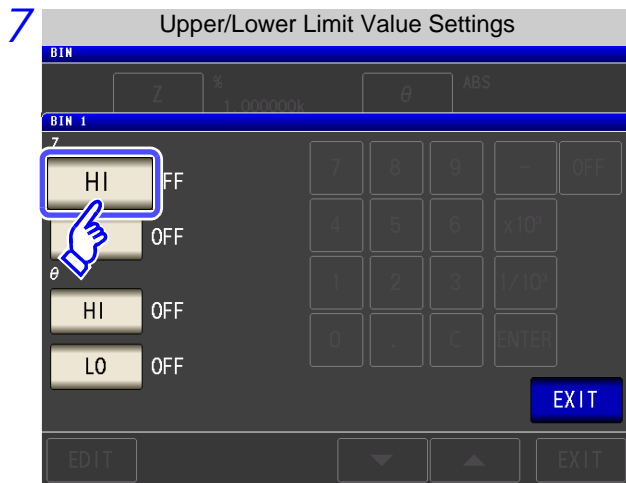 7
Upper/Lower Limit Value Settings
BIN
Z % 1.000000k θ ABS
BIN 1
Z
HI FF
OFF
θ
HI OFF
LO OFF
7 8 9 - OFF
4 5 6 x10³
1 2 3 1/10³
0 . C ENTER
EXIT
EDIT EXIT